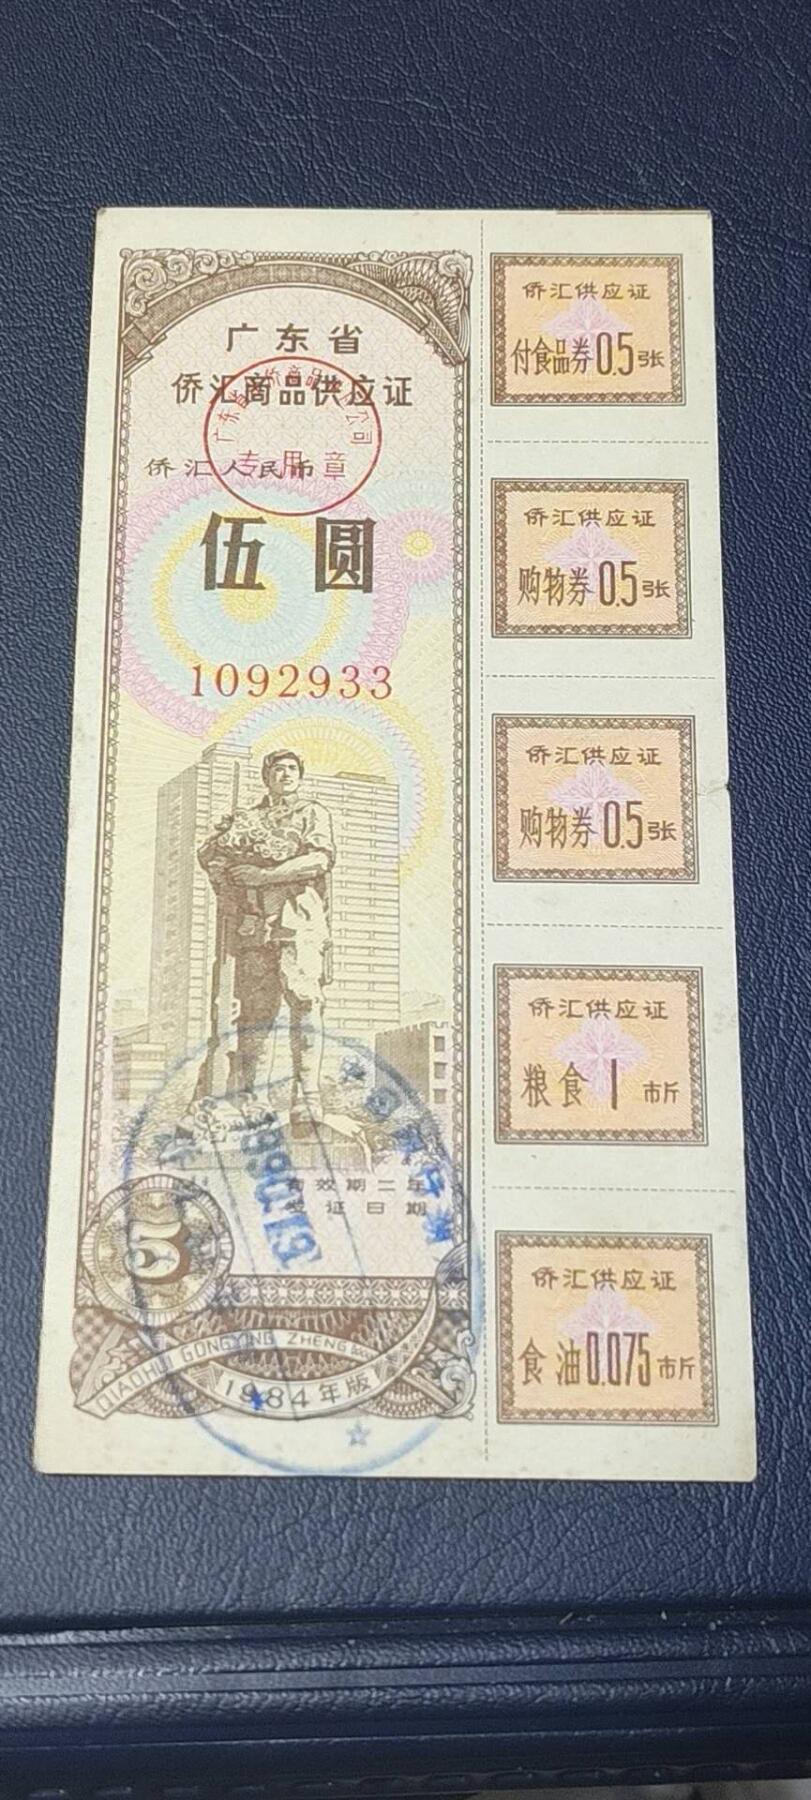 广东省
侨汇商品供应证
专用章
侨汇人民币
伍圆
1092933
有效期二年
签证日期
5
QIAOHUI GONGYING ZHENG
1984年版
侨汇供应证
付食品券0.5张
侨汇供应证
购物券0.5张
侨汇供应证
购物券0.5张
侨汇供应证
粮食1市斤
侨汇供应证
食油0.075市斤